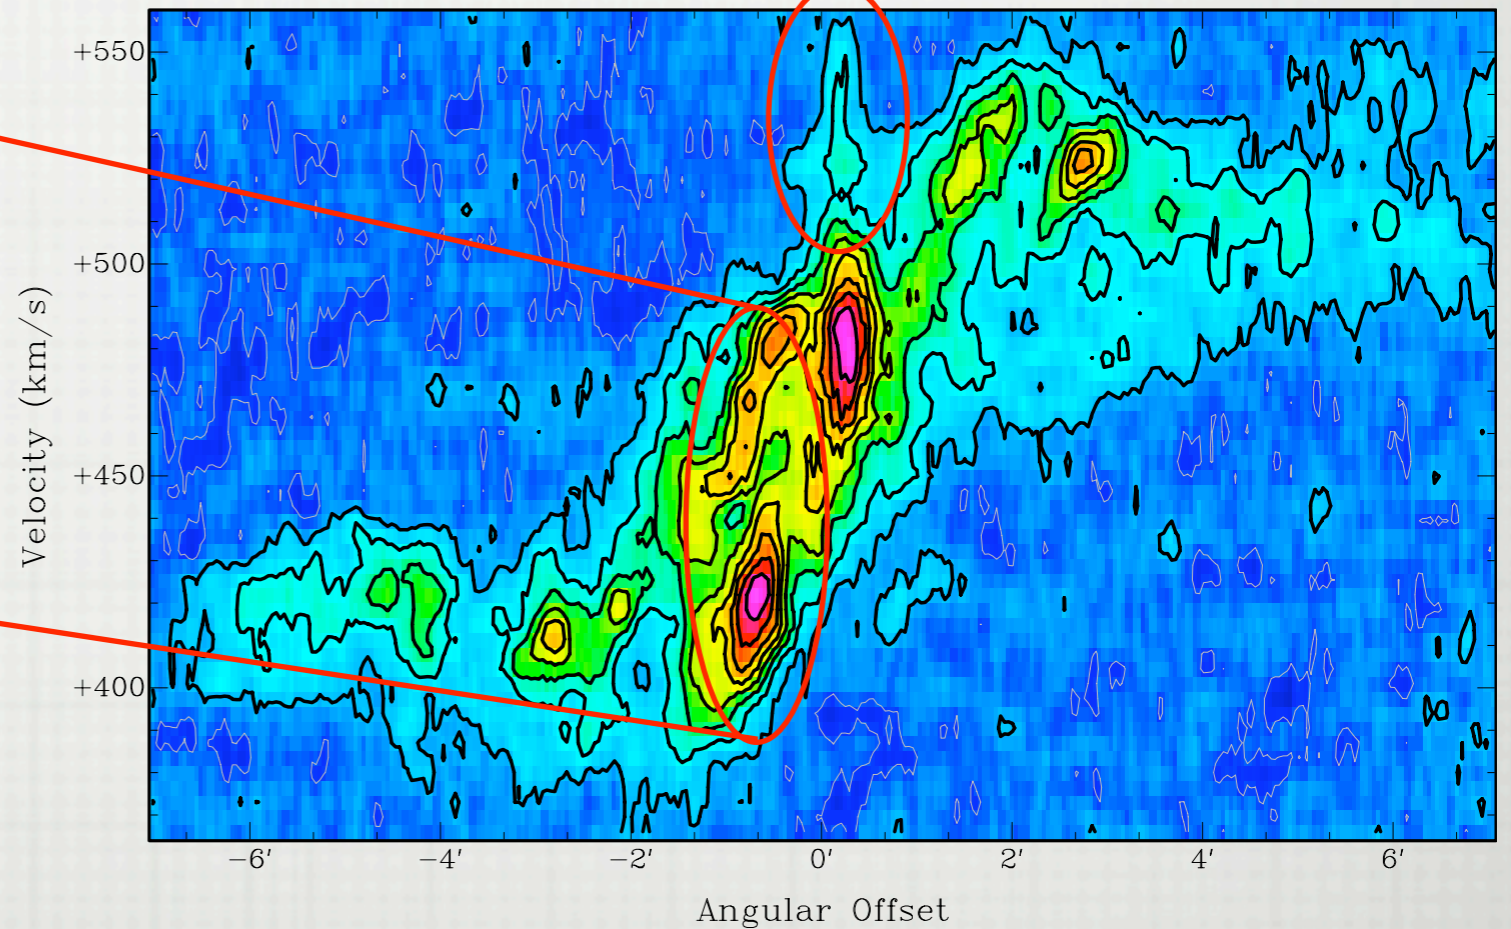 +550
+500
+450
+400
Velocity (km/s)
−6′ −4′ −2′ 0′ 2′ 4′ 6′
Angular Offset